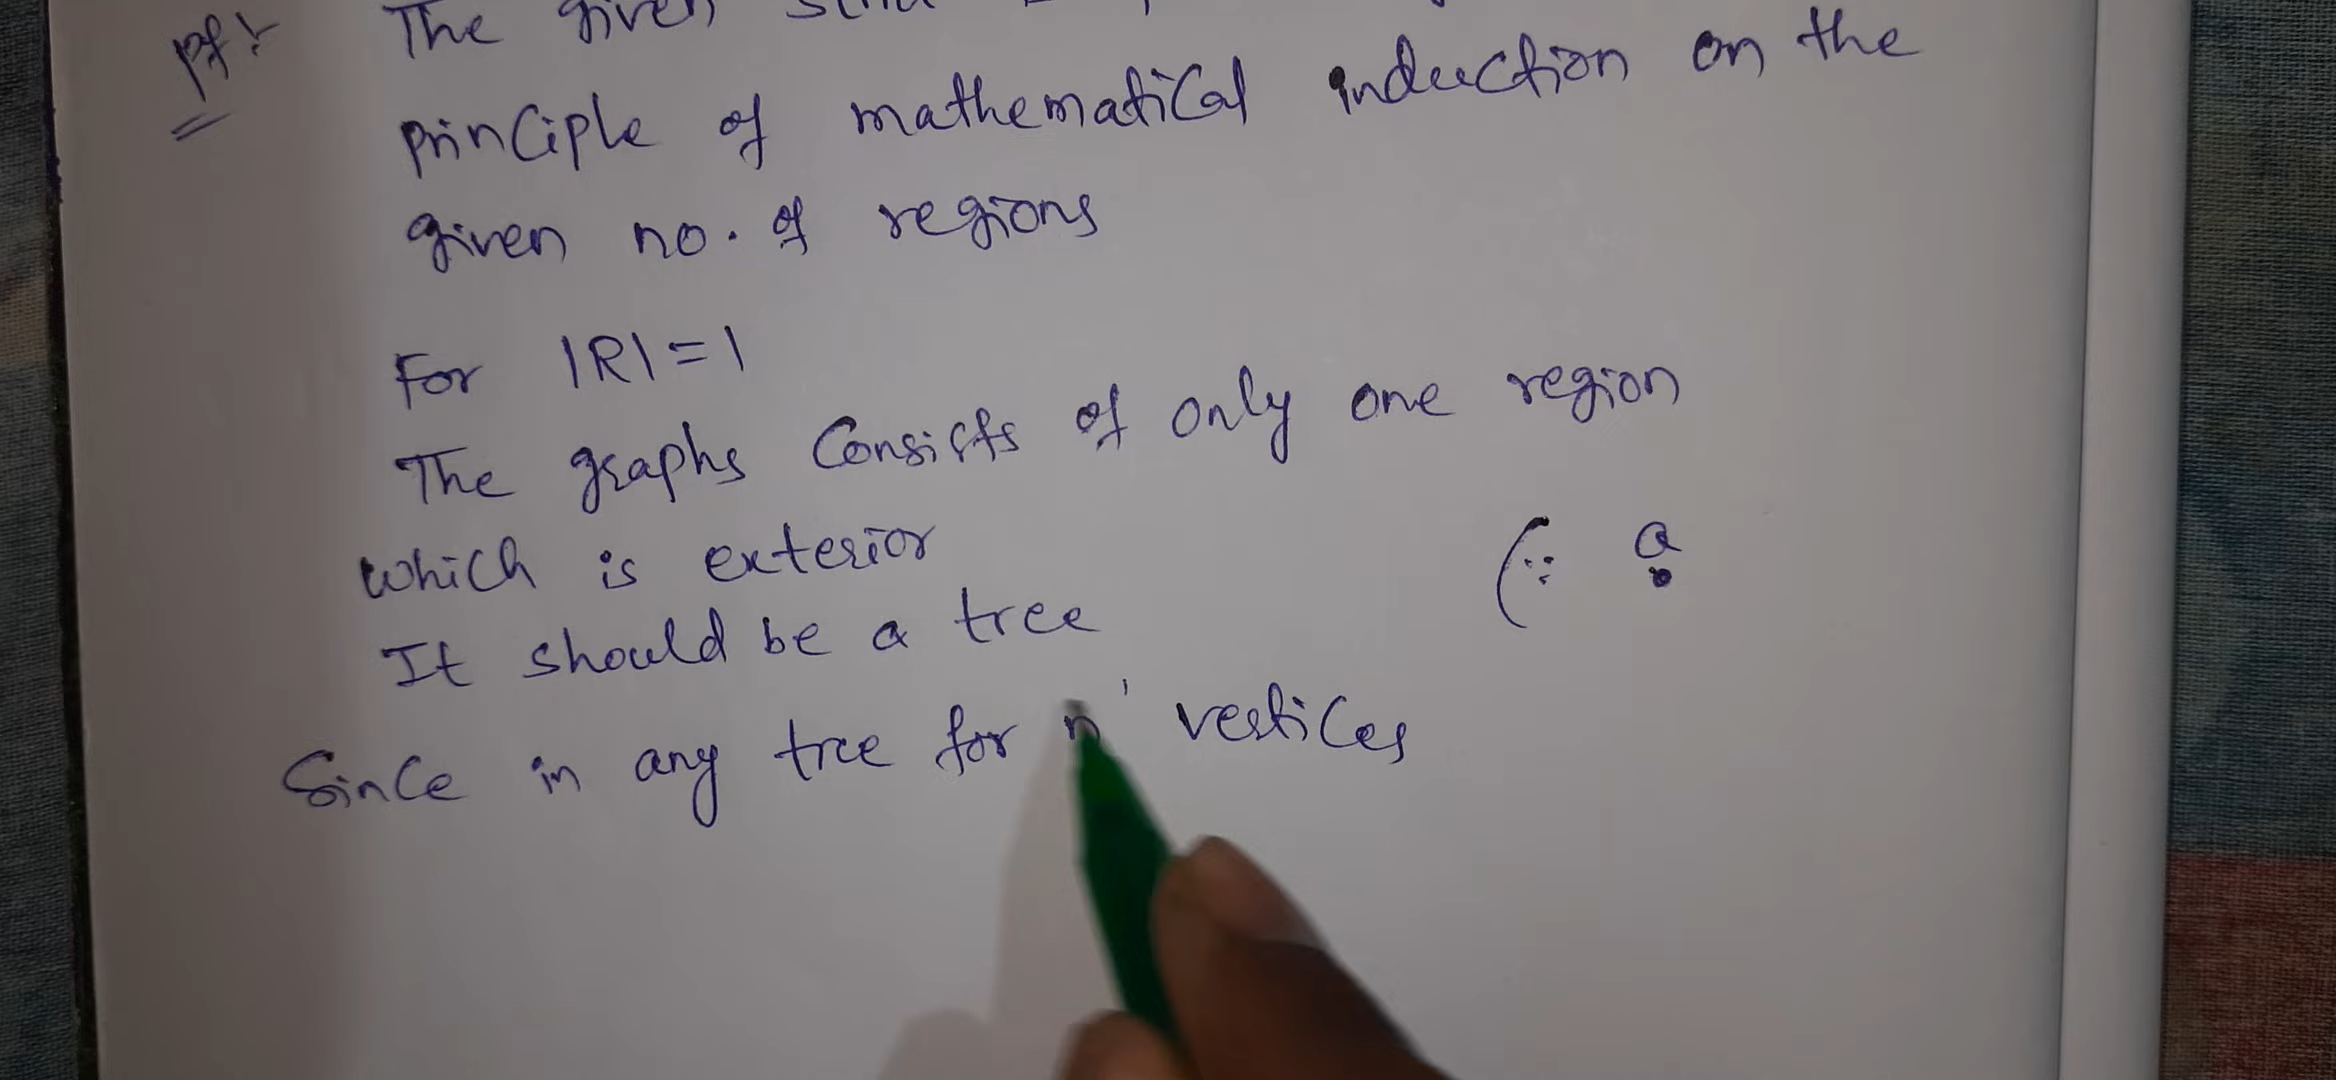 Pf:- The given
principle of mathematical induction on the
given no. of regions
For |R|=1
The graphs consists of only one region
which is exterior
(∵ a
It should be a tree
Since in any tree for n' vertices